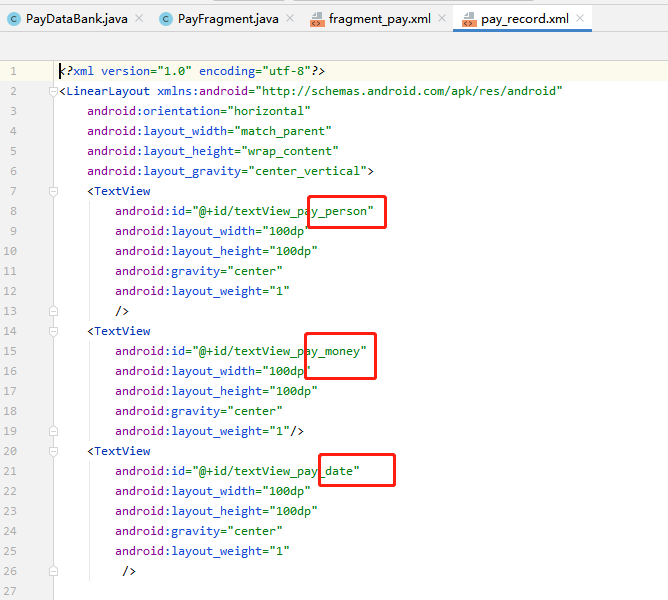 PayDataBank.java PayFragment.java fragment_pay.xml pay_record.xml
1 <?xml version="1.0" encoding="utf-8"?>
2 <LinearLayout xmlns:android="http://schemas.android.com/apk/res/android"
3 android:orientation="horizontal"
4 android:layout_width="match_parent"
5 android:layout_height="wrap_content"
6 android:layout_gravity="center_vertical">
7 <TextView
8 android:id="@+id/textView_pay_person"
9 android:layout_width="100dp"
10 android:layout_height="100dp"
11 android:gravity="center"
12 android:layout_weight="1"
13 />
14 <TextView
15 android:id="@+id/textView_pay_money"
16 android:layout_width="100dp"
17 android:layout_height="100dp"
18 android:gravity="center"
19 android:layout_weight="1"/>
20 <TextView
21 android:id="@+id/textView_pay_date"
22 android:layout_width="100dp"
23 android:layout_height="100dp"
24 android:gravity="center"
25 android:layout_weight="1"
26 />
27